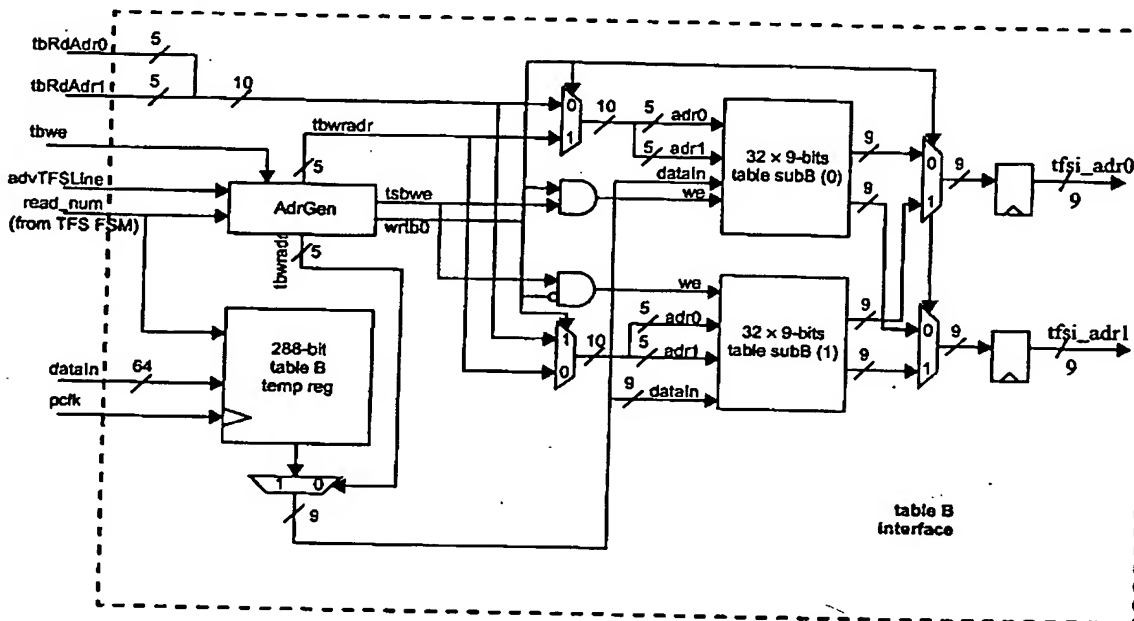 tbRdAdr0
5
tbRdAdr1
5
10
tbwe
advTFSLine
read_num
(from TFS FSM)
dataIn
64
pclk
AdrGen
tbwradr
5
tsbwe
wrtb0
tbwradr
5
288-bit
table B
temp reg
1 0
9
0
1
10
5
adr0
5
adr1
dataIn
we
32 × 9-bits
table subB (0)
9
9
we
5
adr0
5
adr1
9
dataIn
32 × 9-bits
table subB (1)
9
9
1
0
10
0
1
9
tfsi_adr0
9
0
1
9
tfsi_adr1
9
table B
interface